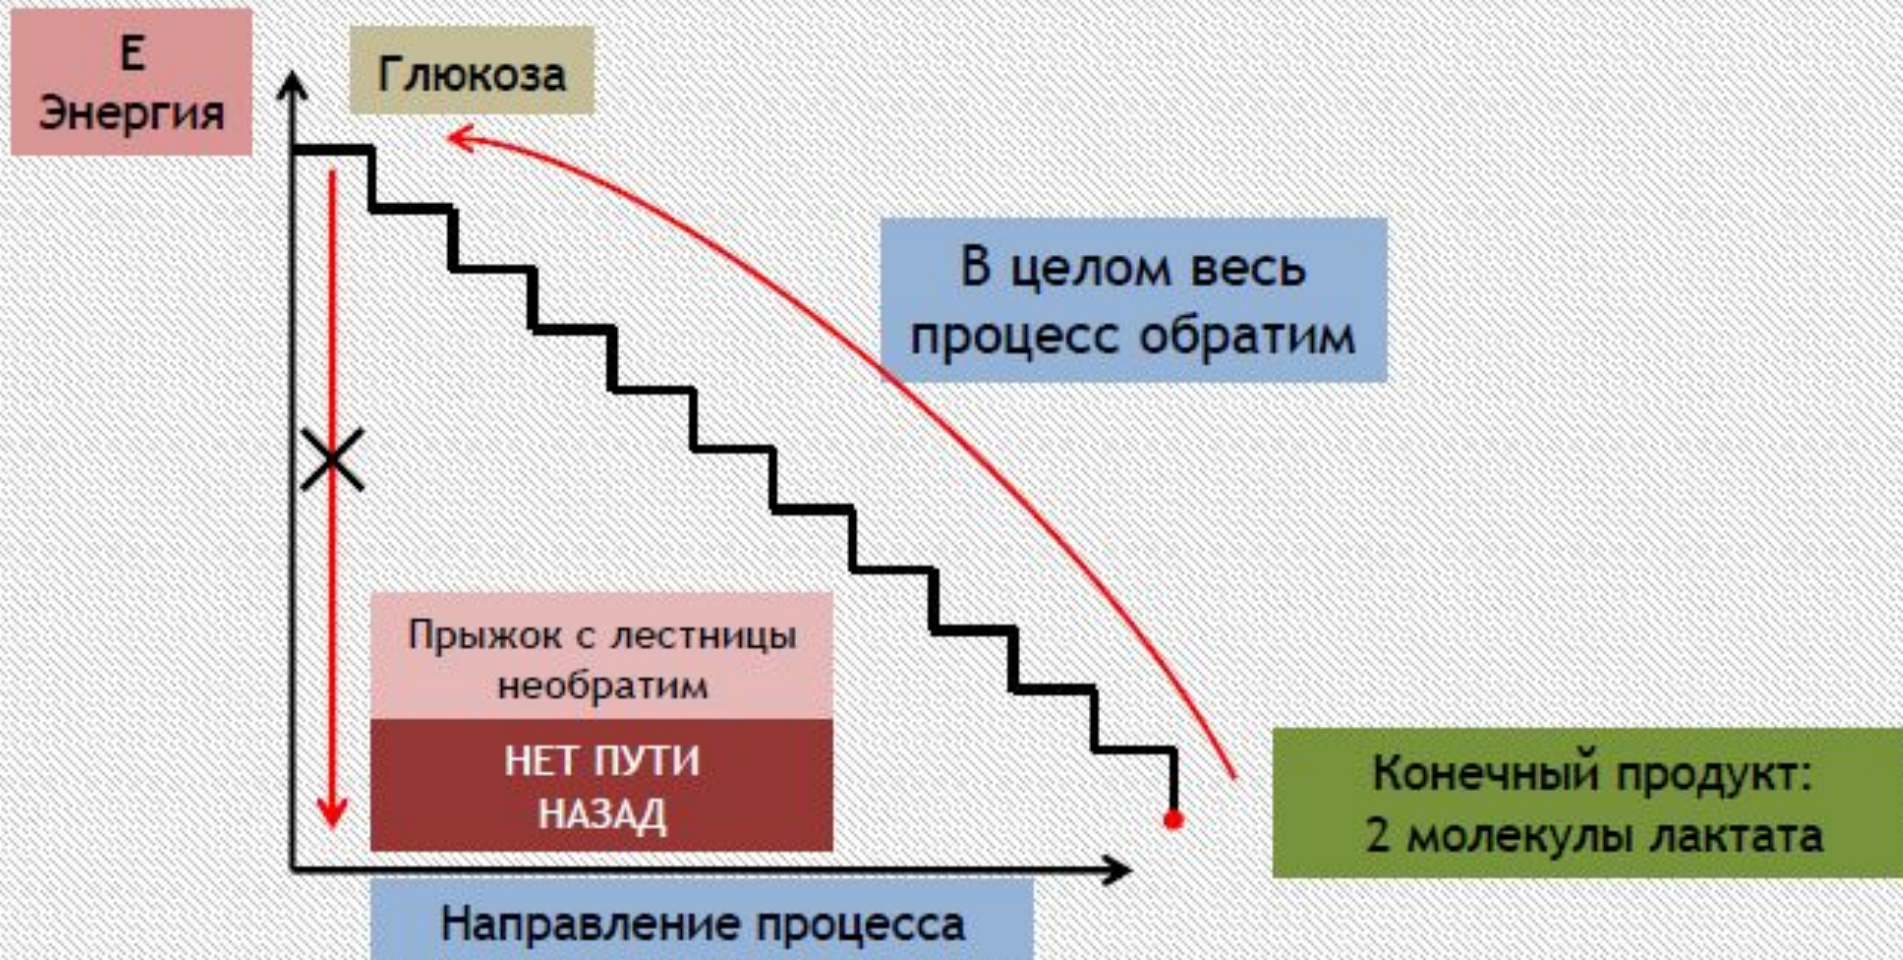 Е
Энергия
Глюкоза
В целом весь
процесс обратим
Прыжок с лестницы
необратим
НЕТ ПУТИ
НАЗАД
Конечный продукт:
2 молекулы лактата
Направление процесса